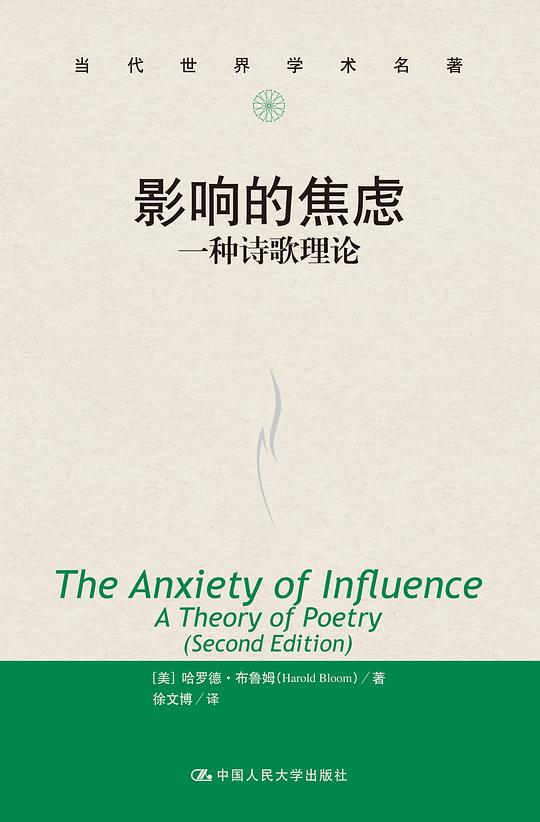 当代世界学术名著
影响的焦虑
一种诗歌理论
The Anxiety of Influence
A Theory of Poetry
(Second Edition)
[美] 哈罗德·布鲁姆(Harold Bloom)／著
徐文博／译
中国人民大学出版社